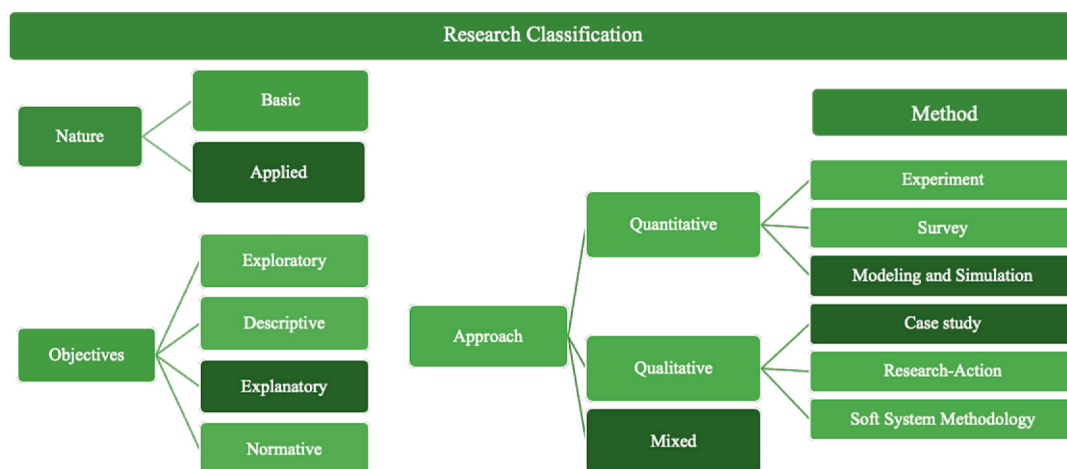 Research Classification
Nature
Basic
Applied
Objectives
Exploratory
Descriptive
Explanatory
Normative
Approach
Quantitative
Qualitative
Mixed
Method
Experiment
Survey
Modeling and Simulation
Case study
Research-Action
Soft System Methodology